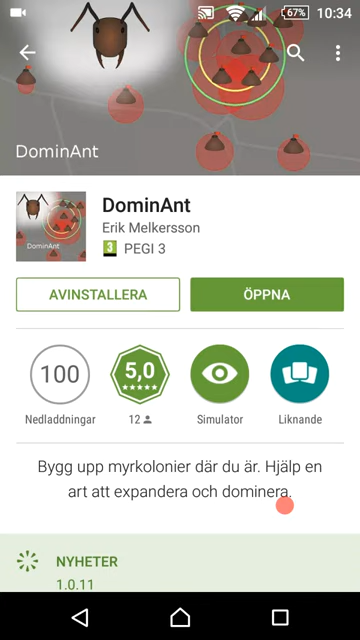 67%
10:34
DominAnt
DominAnt
DominAnt
Erik Melkersson
3 PEGI 3
AVINSTALLERA
ÖPPNA
100
5,0
Nedladdningar
12
Simulator
Liknande
Bygg upp myrkolonier där du är. Hjälp en
art att expandera och dominera.
NYHETER
1.0.11